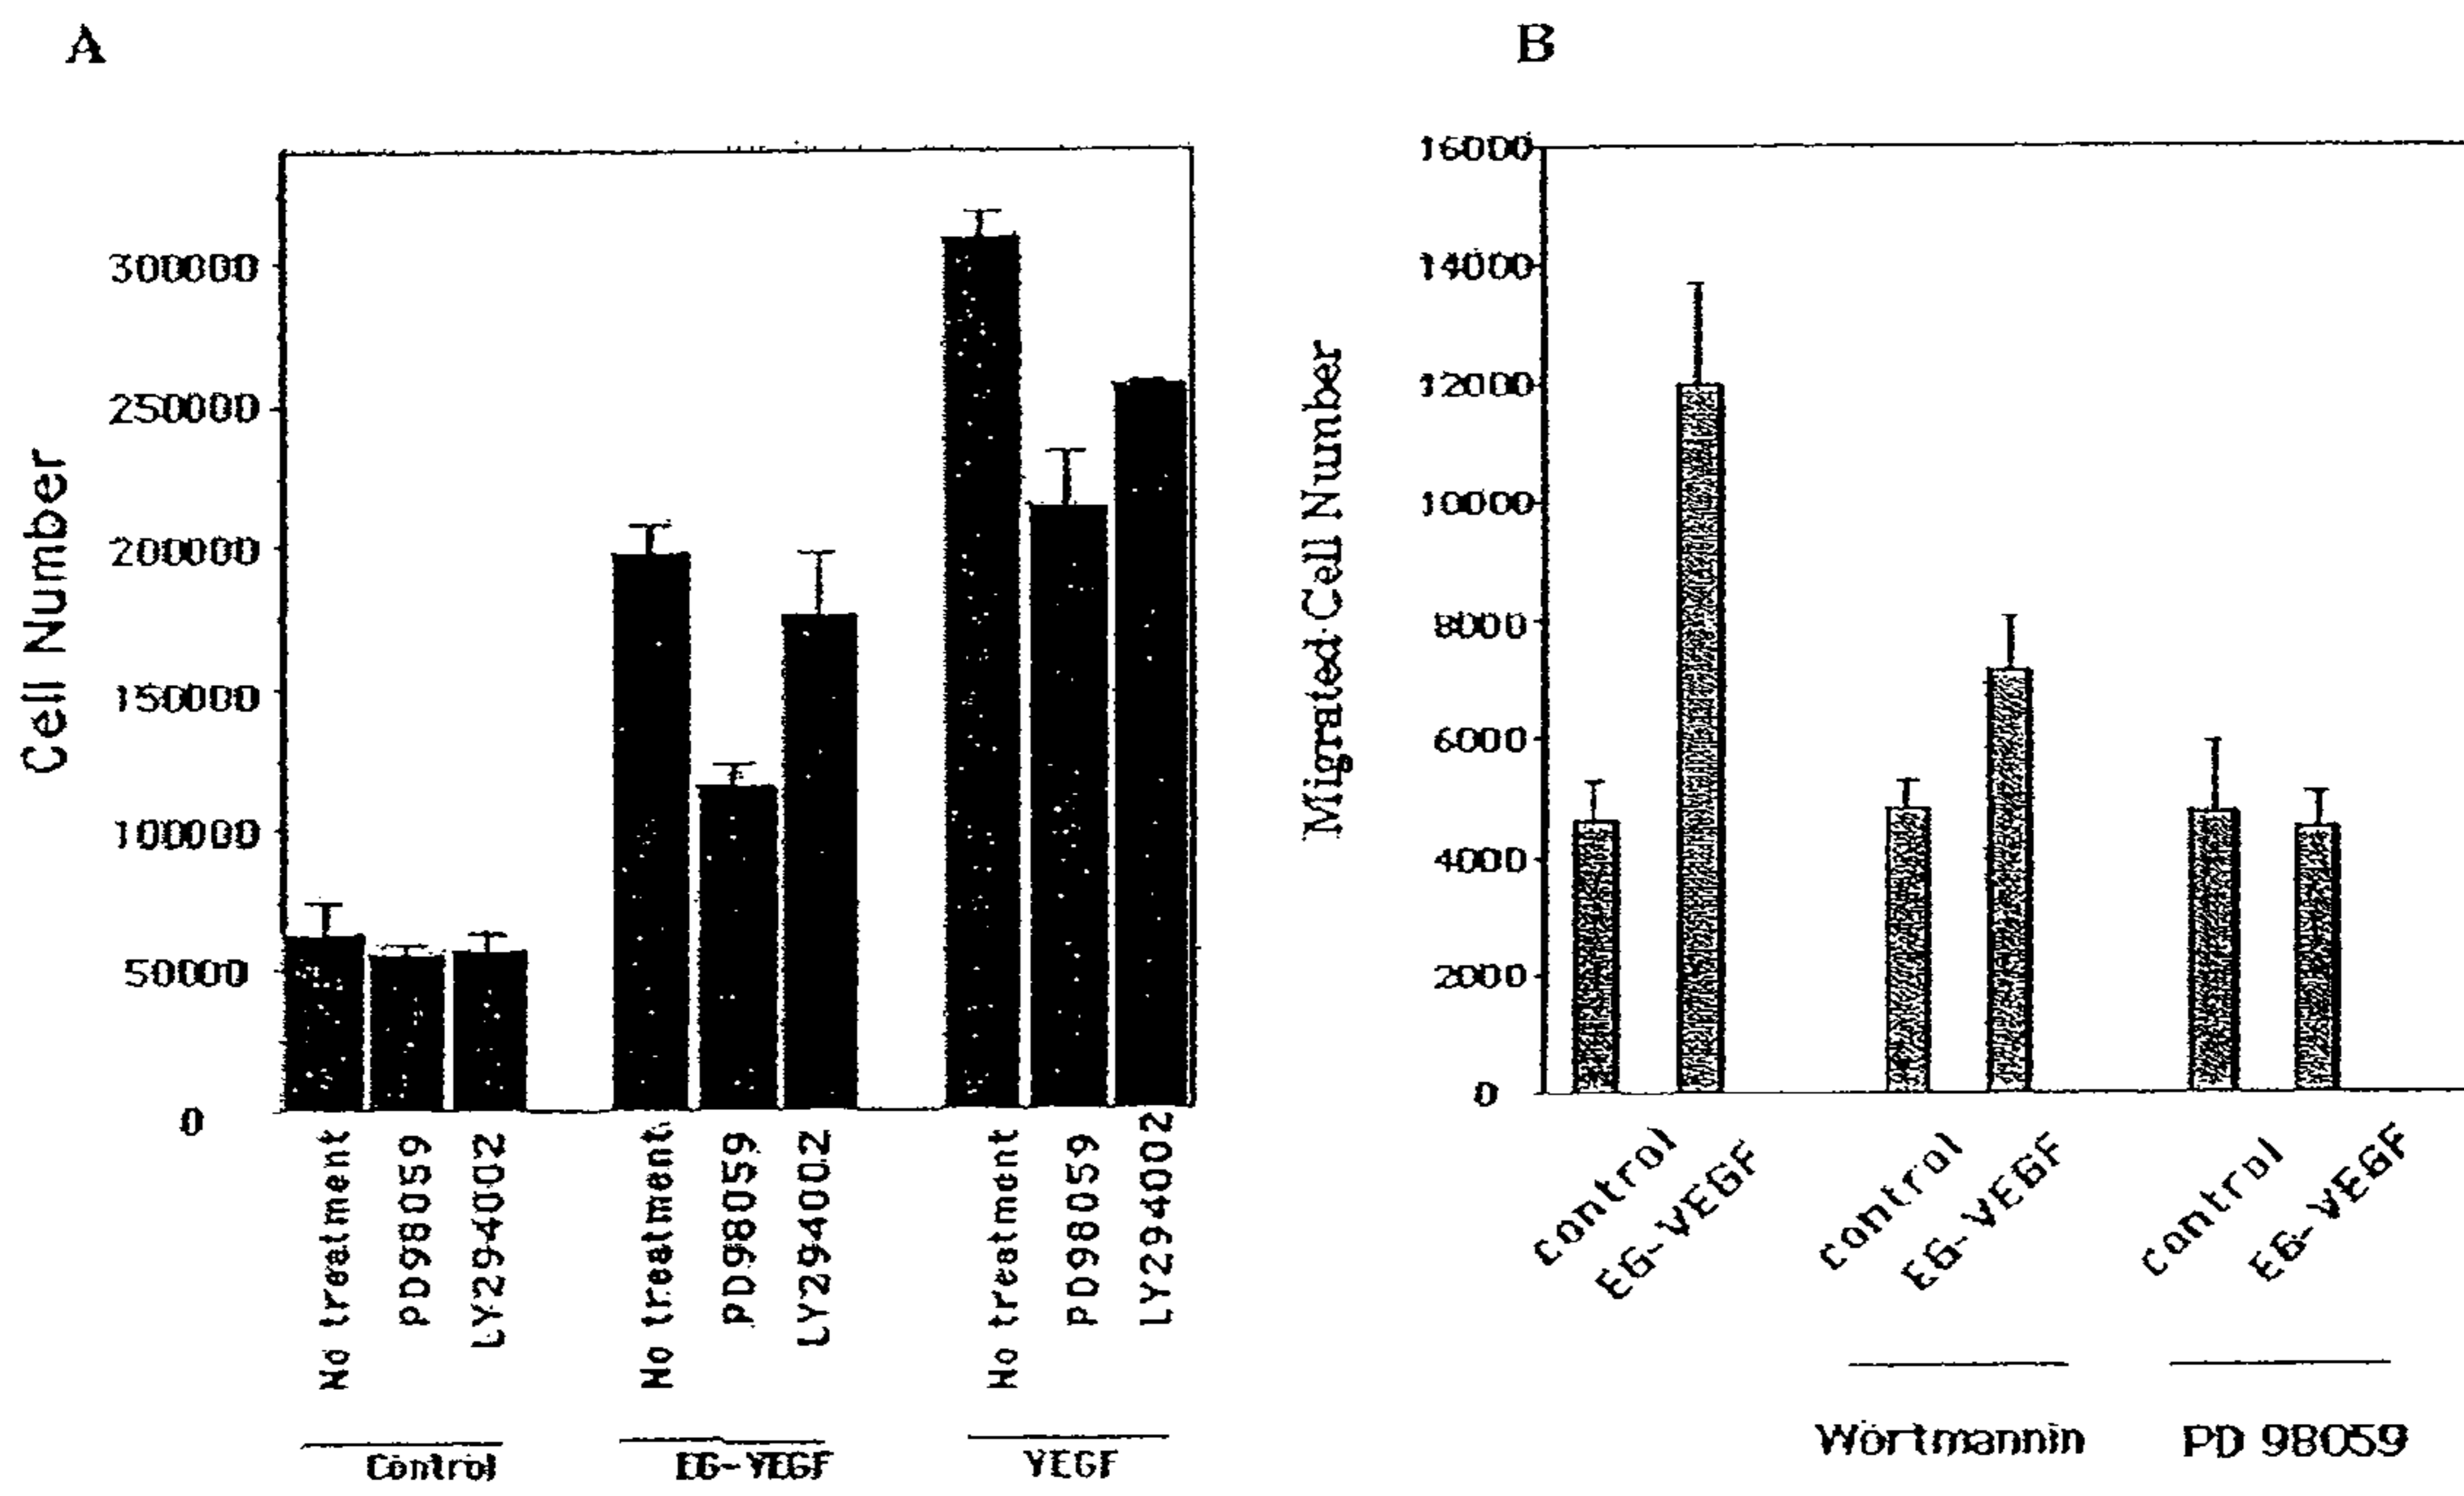 A
Cell Number
300000
250000
200000
150000
100000
50000
0
No treatment
PD98059
LY294002
No treatment
PD98059
LY294002
No treatment
PD98059
LY294002
Control
EG-VEGF
VEGF
B
Migrated Cell Number
16000
14000
12000
10000
8000
6000
4000
2000
0
control
EG-VEGF
control
EG-VEGF
control
EG-VEGF
Wortmannin
PD 98059